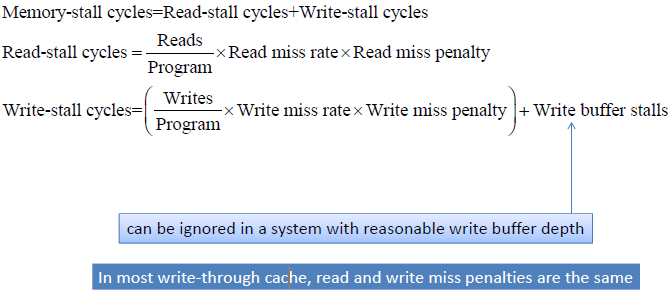 Memory-stall cycles=Read-stall cycles+Write-stall cycles
Read-stall cycles = Reads/Program × Read miss rate × Read miss penalty
Write-stall cycles=(Writes/Program × Write miss rate × Write miss penalty) + Write buffer stalls
can be ignored in a system with reasonable write buffer depth
In most write-through cache, read and write miss penalties are the same